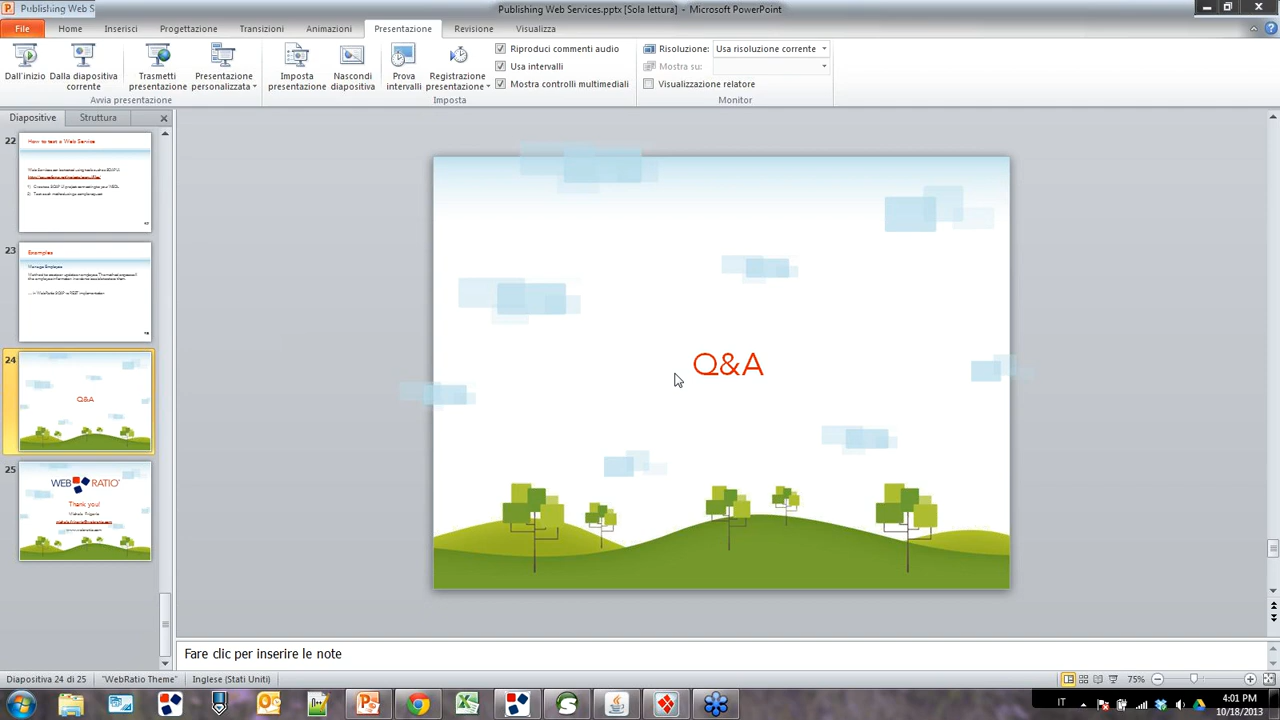 Publishing Web S
Publishing Web Services.pptx [Sola lettura] - Microsoft PowerPoint
File Home Inserisci Progettazione Transizioni Animazioni Presentazione Revisione Visualizza
Dall'inizio
Dalla diapositiva corrente
Trasmetti presentazione
Presentazione personalizzata
Avvia presentazione
Imposta presentazione
Nascondi diapositiva
Prova intervalli
Registrazione presentazione
Riproduci commenti audio
Usa intervalli
Mostra controlli multimediali
Imposta
Risoluzione: Usa risoluzione corrente
Mostra su:
Visualizzazione relatore
Monitor
Diapositive Struttura
22
How to test a Web Service
23
Examples
Manage Employee
24
Q&A
25
WEB RATIO
Thank you!
Q&A
Fare clic per inserire le note
Diapositiva 24 di 25 "WebRatio Theme" Inglese (Stati Uniti) 75%
IT
4:01 PM
10/18/2013